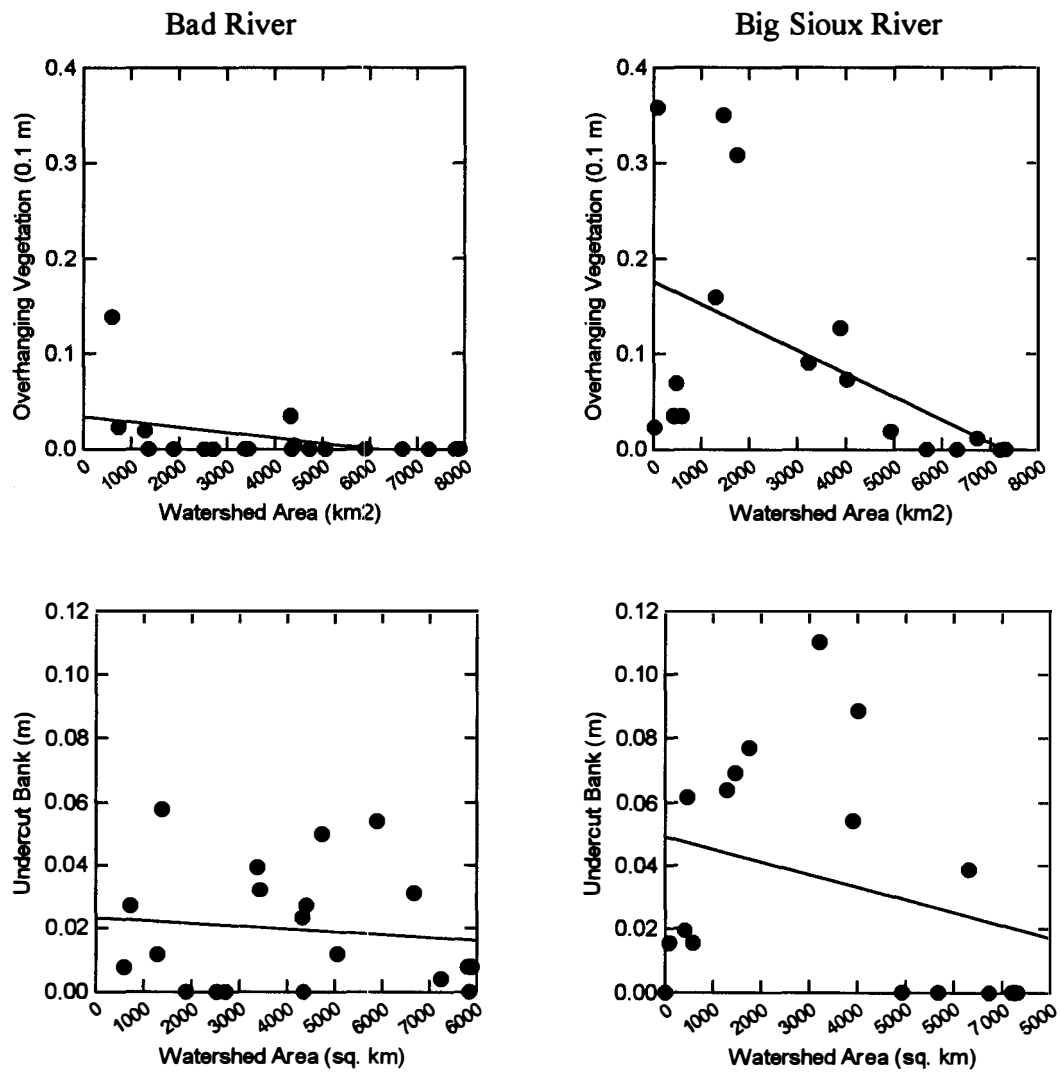 Bad River
Big Sioux River
Overhanging Vegetation (0.1 m)
0.4
0.3
0.2
0.1
0.0
0 1000 2000 3000 4000 5000 6000 7000 8000
Watershed Area (km2)
Overhanging Vegetation (0.1 m)
0.4
0.3
0.2
0.1
0.0
0 1000 2000 3000 4000 5000 6000 7000 8000
Watershed Area (km2)
Undercut Bank (m)
0.12
0.10
0.08
0.06
0.04
0.02
0.00
0 1000 2000 3000 4000 5000 6000 7000 6000
Watershed Area (sq. km)
Undercut Bank (m)
0.12
0.10
0.08
0.06
0.04
0.02
0.00
0 1000 2000 3000 4000 5000 6000 7000 5000
Watershed Area (sq. km)